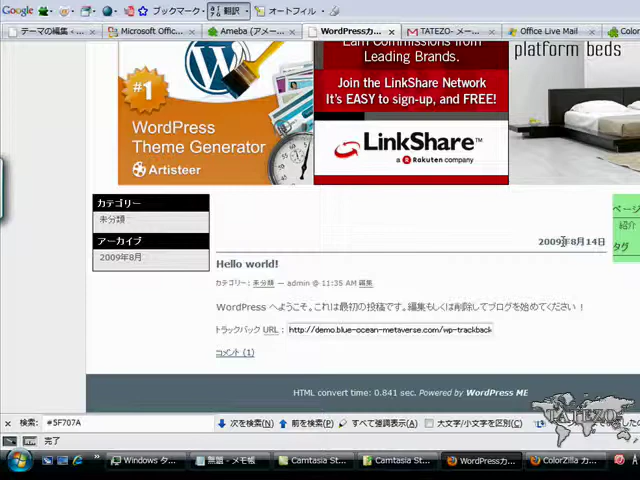 Google
ブックマーク
翻訳
オートフィル
テーマの編集 ‹ ...
Microsoft Offic...
Ameba (アメー...
WordPressカ...
TATEZO- メー...
Office Live Mail
Color
Earn Commissions from
Leading Brands.
platform beds
#1
WordPress
Theme Generator
Artisteer
Join the LinkShare Network
It's EASY to sign-up, and FREE!
LinkShare™
a Rakuten company
カテゴリー
未分類
アーカイブ
2009年8月
ページ
紹介
タグ
2009年8月14日
Hello world!
カテゴリー: 未分類 — admin @ 11:35 AM 編集
WordPress へようこそ。これは最初の投稿です。編集もしくは削除してブログを始めてください !
トラックバック URL : http://demo.blue-ocean-metaverse.com/wp-trackback
コメント (1)
HTML convert time: 0.841 sec. Powered by WordPress ME
TATEZO
検索: #5F707A
次を検索(N)
前を検索(P)
すべて強調表示(A)
大文字/小文字を区別(C)
完了
Windows タ...
無題 - メモ帳
Camtasia St...
Camtasia St...
WordPressカ...
ColorZilla カ...